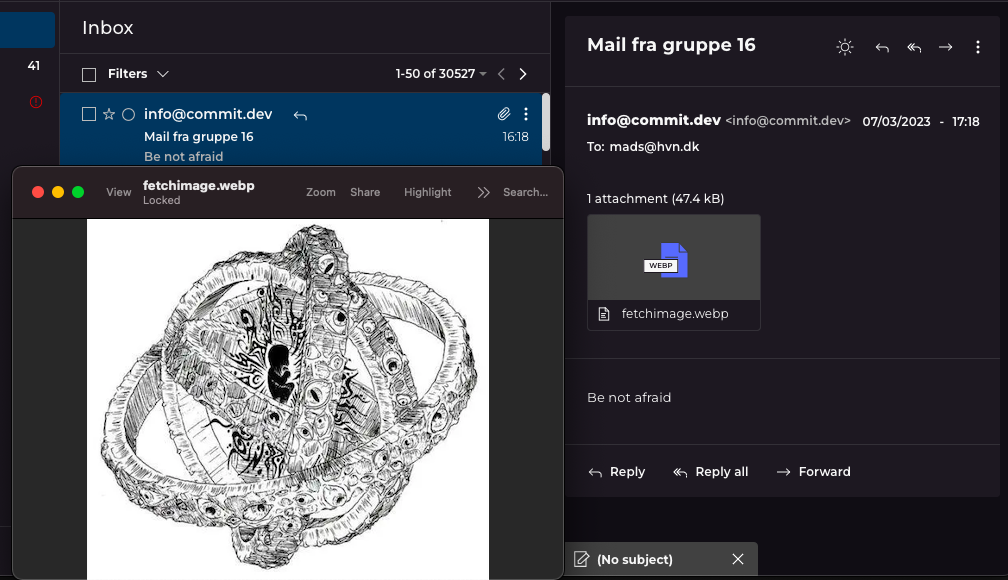 Inbox
41
Filters
1-50 of 30527
info@commit.dev
Mail fra gruppe 16
16:18
Be not afraid
View
fetchimage.webp
Locked
Zoom
Share
Highlight
Search...
Mail fra gruppe 16
info@commit.dev <info@commit.dev> 07/03/2023 - 17:18
To: mads@hvn.dk
1 attachment (47.4 kB)
WEBP
fetchimage.webp
Be not afraid
Reply
Reply all
Forward
(No subject)